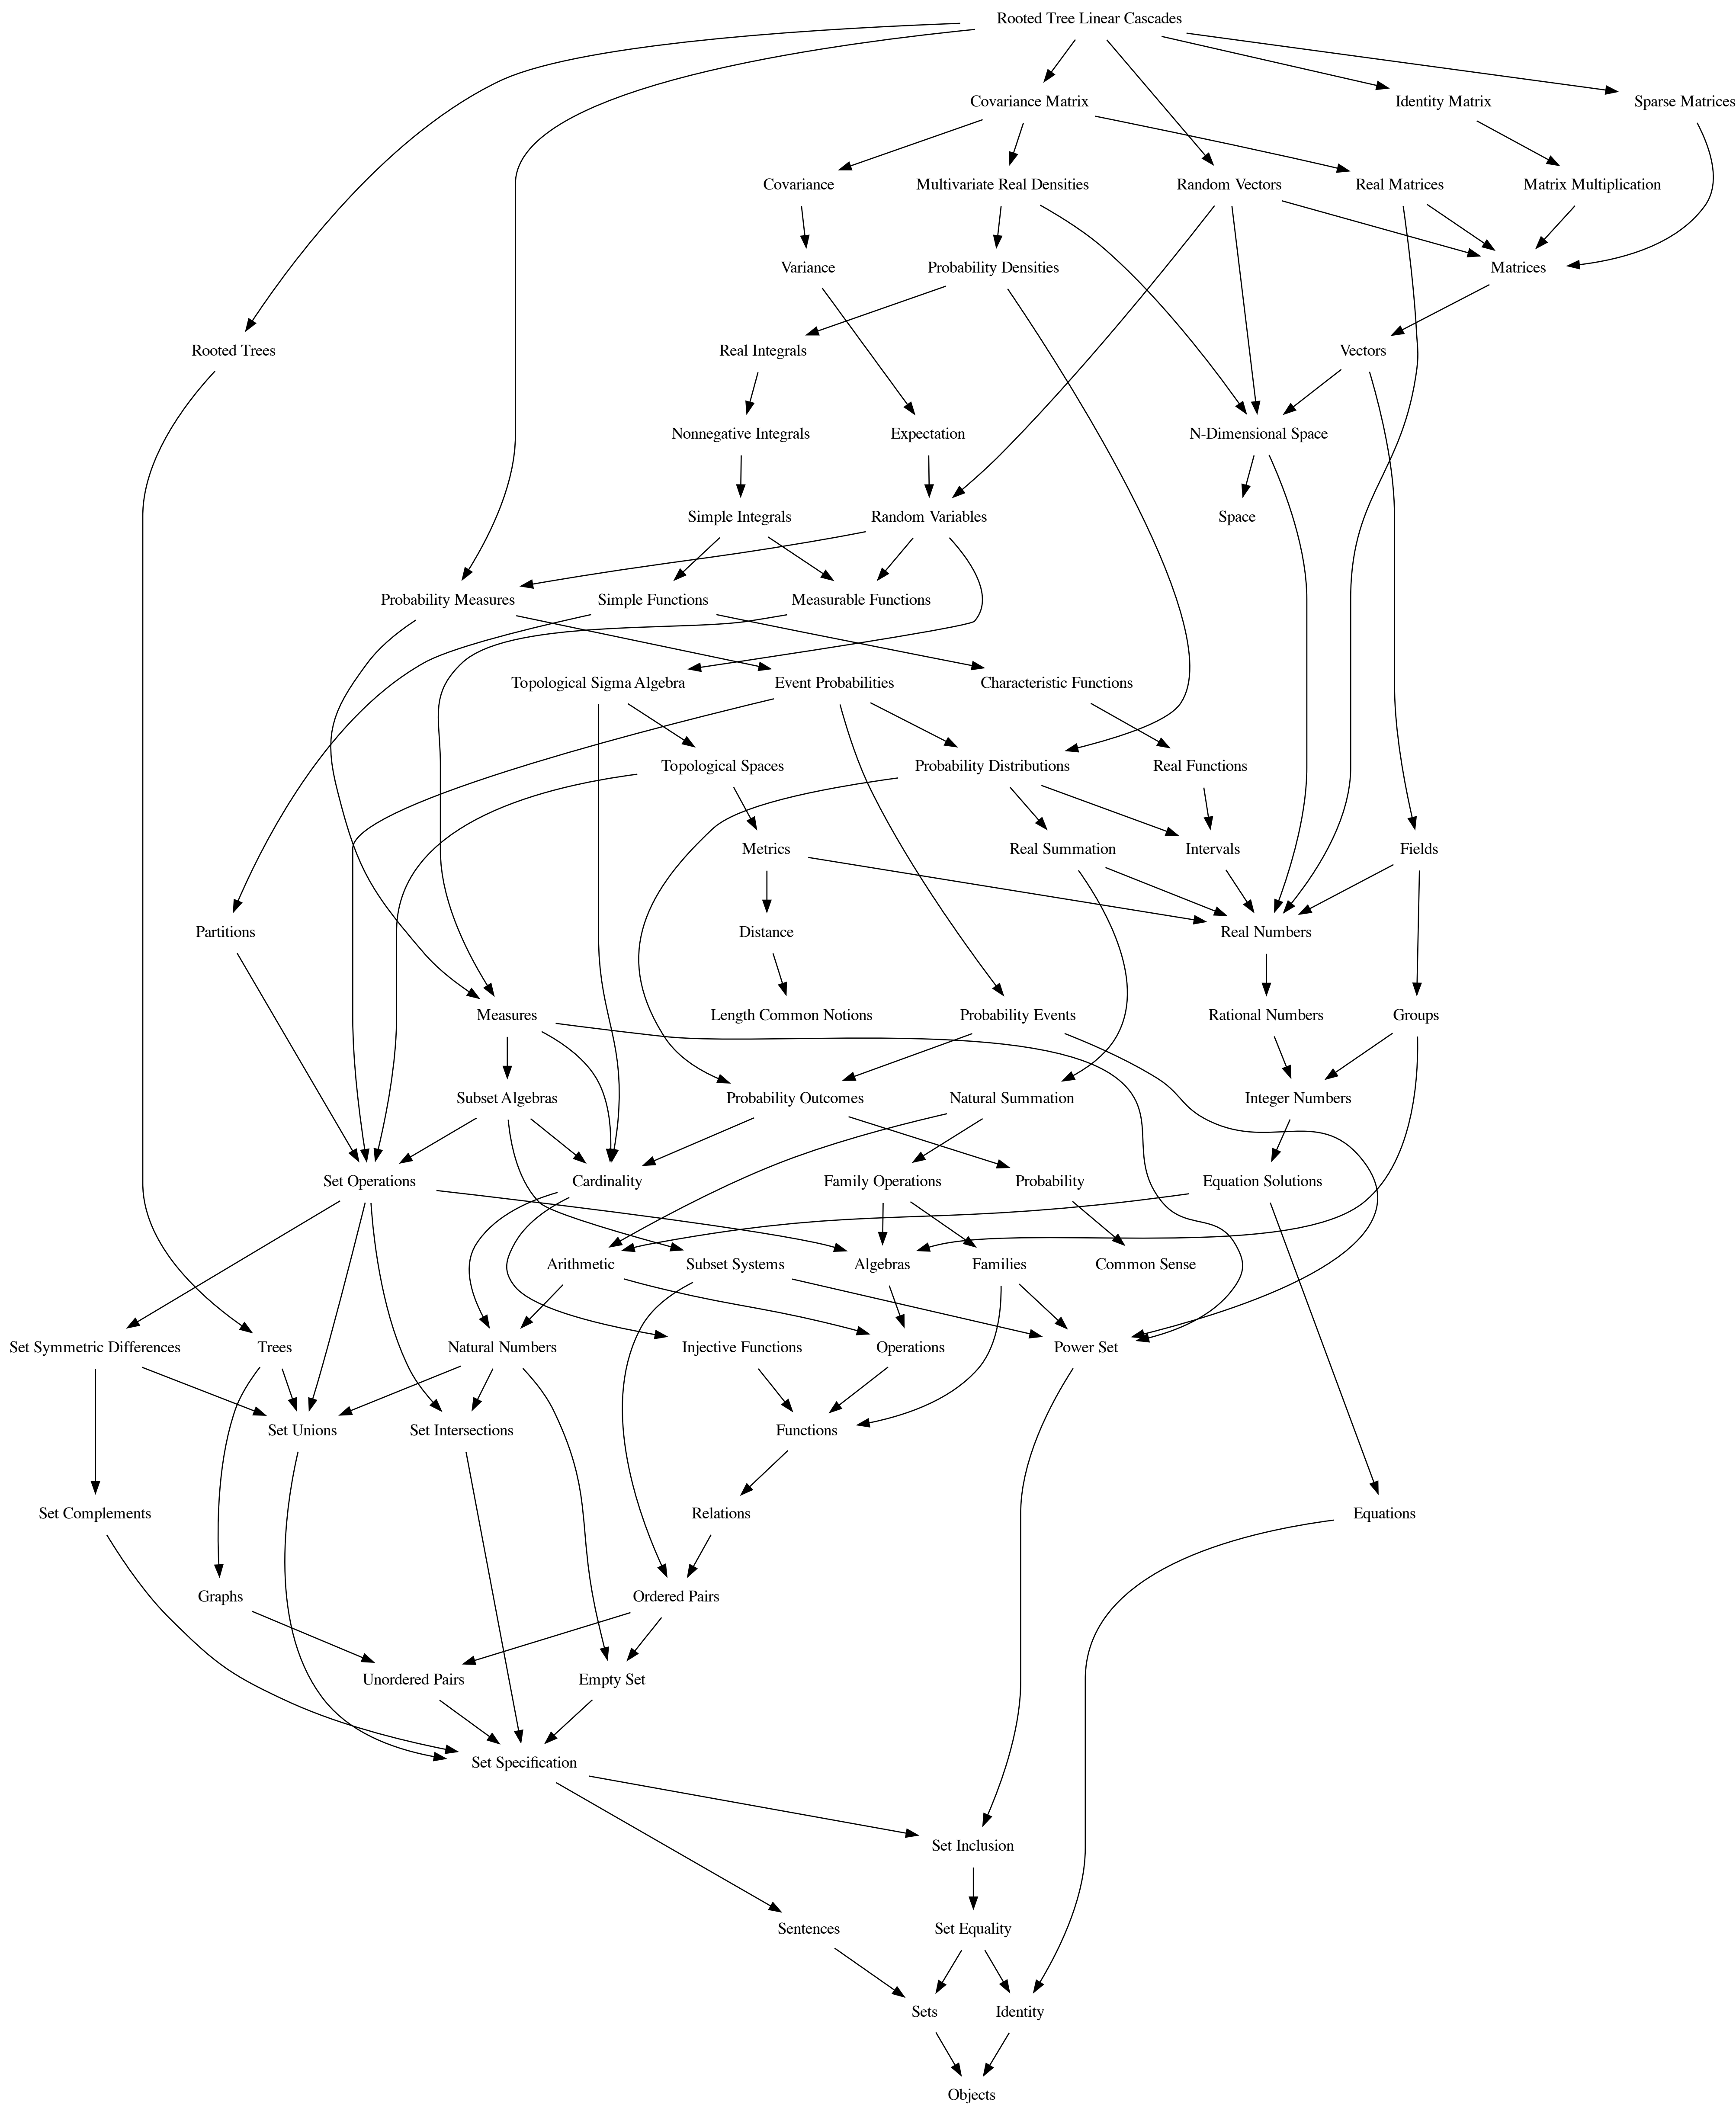 Rooted Tree Linear Cascades
Covariance Matrix
Identity Matrix
Sparse Matrices
Covariance
Multivariate Real Densities
Random Vectors
Real Matrices
Matrix Multiplication
Variance
Probability Densities
Matrices
Rooted Trees
Real Integrals
Vectors
Nonnegative Integrals
Expectation
N-Dimensional Space
Simple Integrals
Random Variables
Space
Probability Measures
Simple Functions
Measurable Functions
Topological Sigma Algebra
Event Probabilities
Characteristic Functions
Topological Spaces
Probability Distributions
Real Functions
Metrics
Real Summation
Intervals
Fields
Partitions
Distance
Real Numbers
Measures
Length Common Notions
Probability Events
Rational Numbers
Groups
Subset Algebras
Probability Outcomes
Natural Summation
Integer Numbers
Set Operations
Cardinality
Family Operations
Probability
Equation Solutions
Arithmetic
Subset Systems
Algebras
Families
Common Sense
Set Symmetric Differences
Trees
Natural Numbers
Injective Functions
Operations
Power Set
Set Unions
Set Intersections
Functions
Set Complements
Relations
Equations
Graphs
Ordered Pairs
Unordered Pairs
Empty Set
Set Specification
Set Inclusion
Sentences
Set Equality
Sets
Identity
Objects